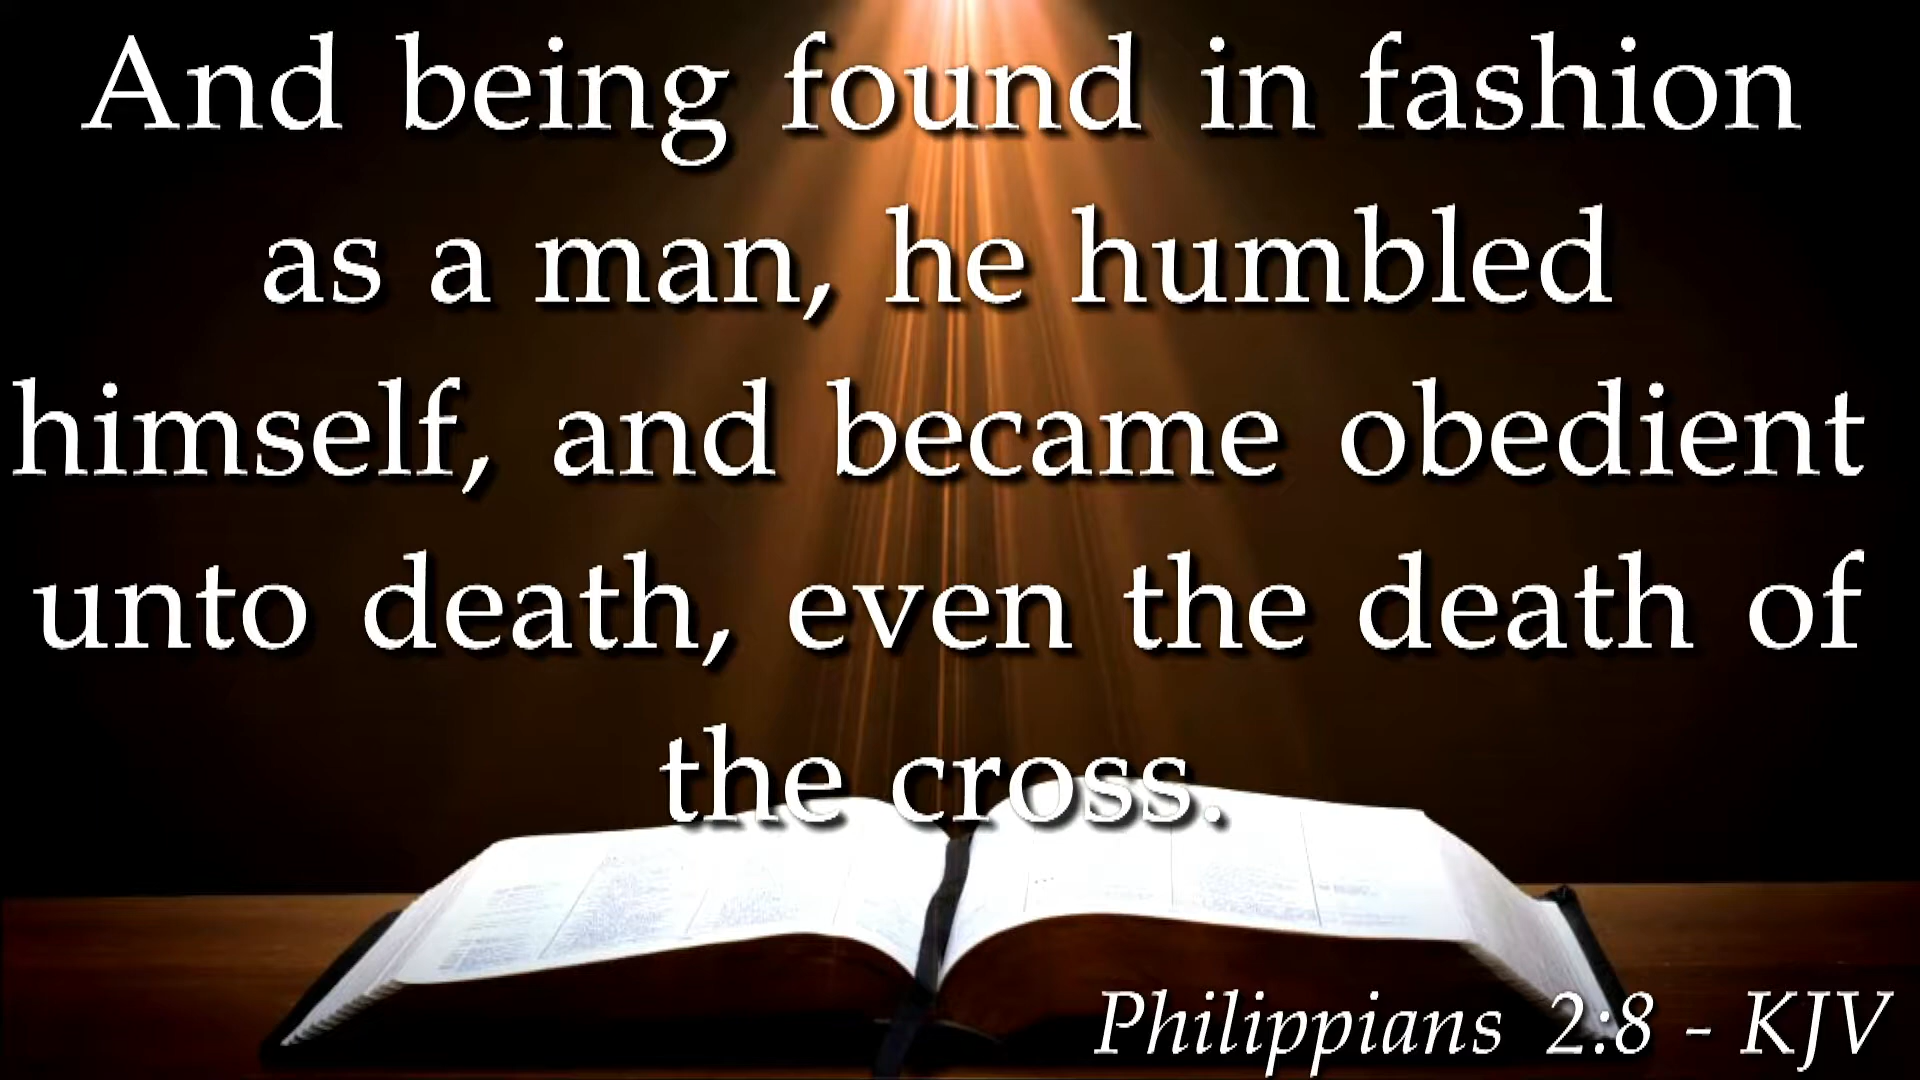 And being found in fashion
as a man, he humbled
himself, and became obedient
unto death, even the death of
the cross.
Philippians 2:8 - KJV